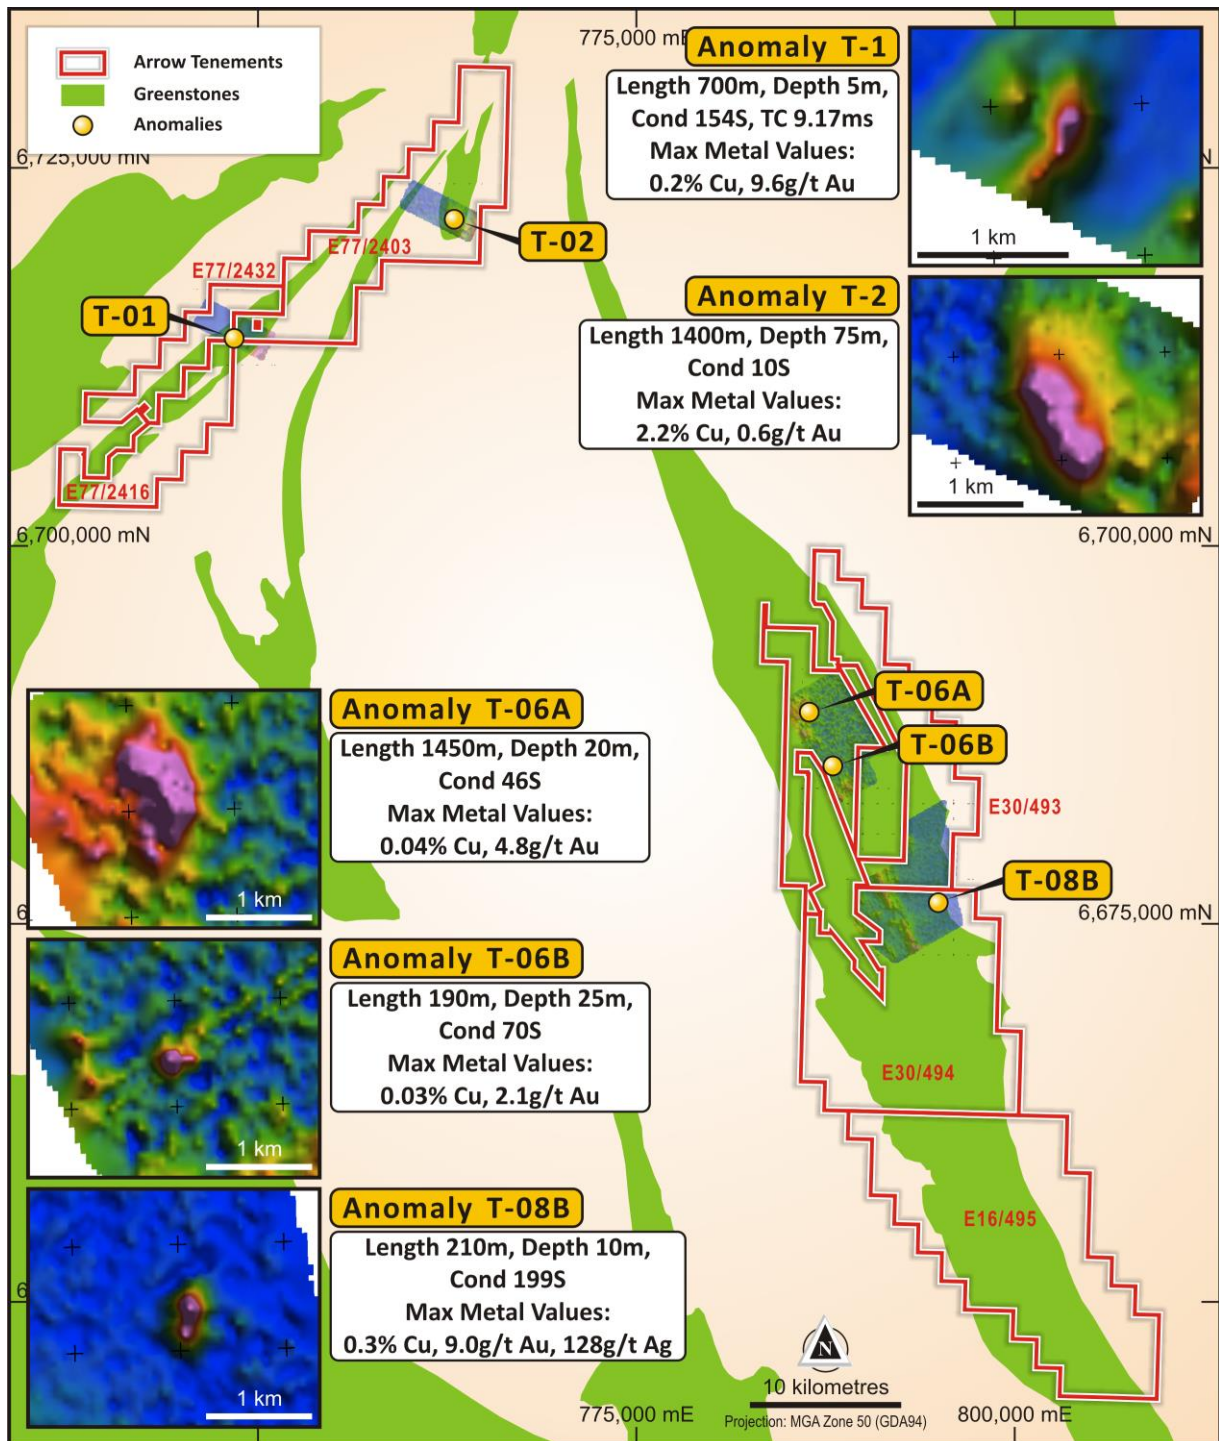 Arrow Tenements
Greenstones
Anomalies
775,000 mE
6,725,000 mN
N
Anomaly T-1
Length 700m, Depth 5m,
Cond 154S, TC 9.17ms
Max Metal Values:
0.2% Cu, 9.6g/t Au
1 km
Anomaly T-2
Length 1400m, Depth 75m,
Cond 10S
Max Metal Values:
2.2% Cu, 0.6g/t Au
1 km
T-02
E77/2403
E77/2432
T-01
E77/2416
6,700,000 mN
6,700,000 mN
Anomaly T-06A
Length 1450m, Depth 20m,
Cond 46S
Max Metal Values:
0.04% Cu, 4.8g/t Au
1 km
T-06A
T-06B
E30/493
T-08B
6,675,000 mN
6
Anomaly T-06B
Length 190m, Depth 25m,
Cond 70S
Max Metal Values:
0.03% Cu, 2.1g/t Au
1 km
E30/494
E16/495
Anomaly T-08B
Length 210m, Depth 10m,
Cond 199S
Max Metal Values:
0.3% Cu, 9.0g/t Au, 128g/t Ag
1 km
6
N
10 kilometres
Projection: MGA Zone 50 (GDA94)
775,000 mE
800,000 mE